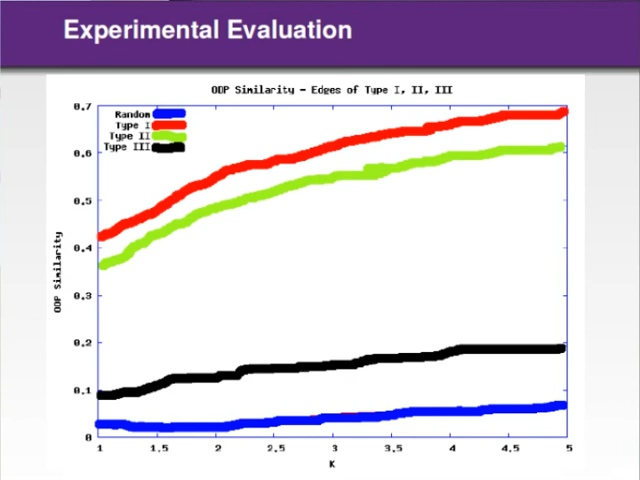 Experimental Evaluation
ODP Similarity - Edges of Type I, II, III
0.7
0.6
0.5
0.4
0.3
0.2
0.1
0
Random
Type I
Type II
Type III
ODP Similarity
1 1.5 2 2.5 3 3.5 4 4.5 5
K